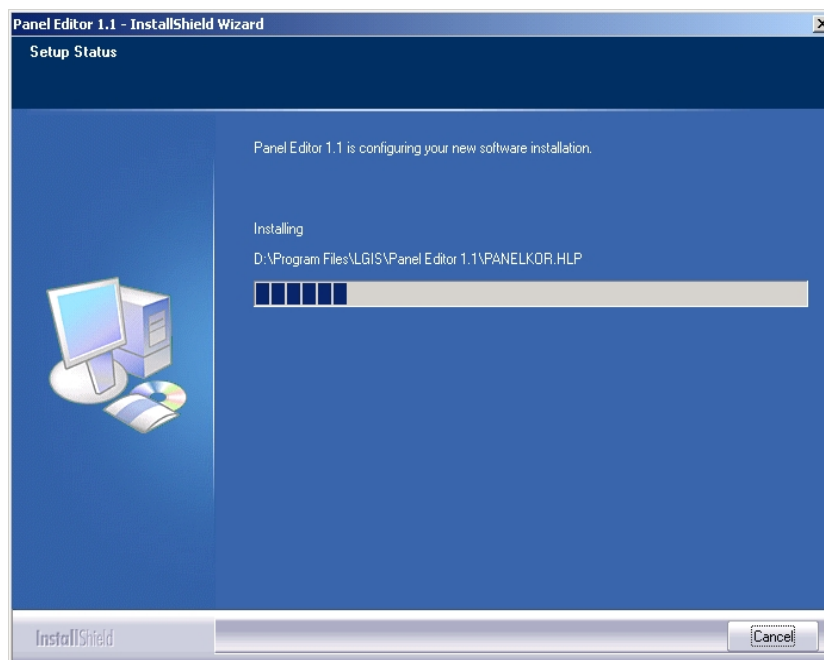 Panel Editor 1.1 - InstallShield Wizard
Setup Status
Panel Editor 1.1 is configuring your new software installation.
Installing
D:\Program Files\LGIS\Panel Editor 1.1\PANELKOR.HLP
InstallShield
Cancel